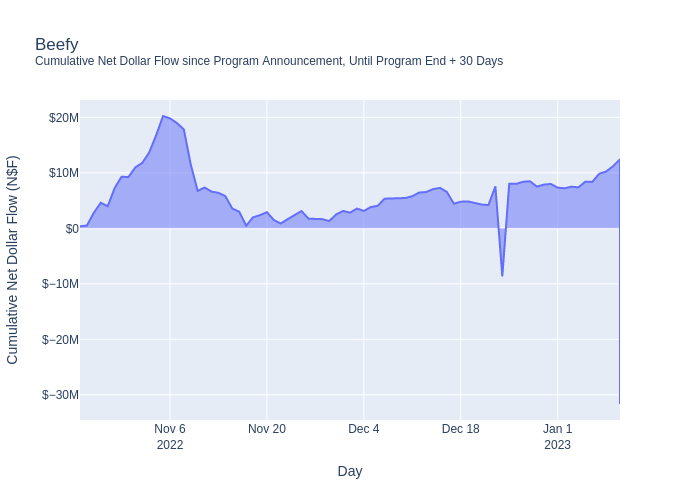 Beefy
Cumulative Net Dollar Flow since Program Announcement, Until Program End + 30 Days
Cumulative Net Dollar Flow (N$F)
$20M
$10M
$0
$−10M
$−20M
$−30M
Nov 6
2022
Nov 20
Dec 4
Dec 18
Jan 1
2023
Day